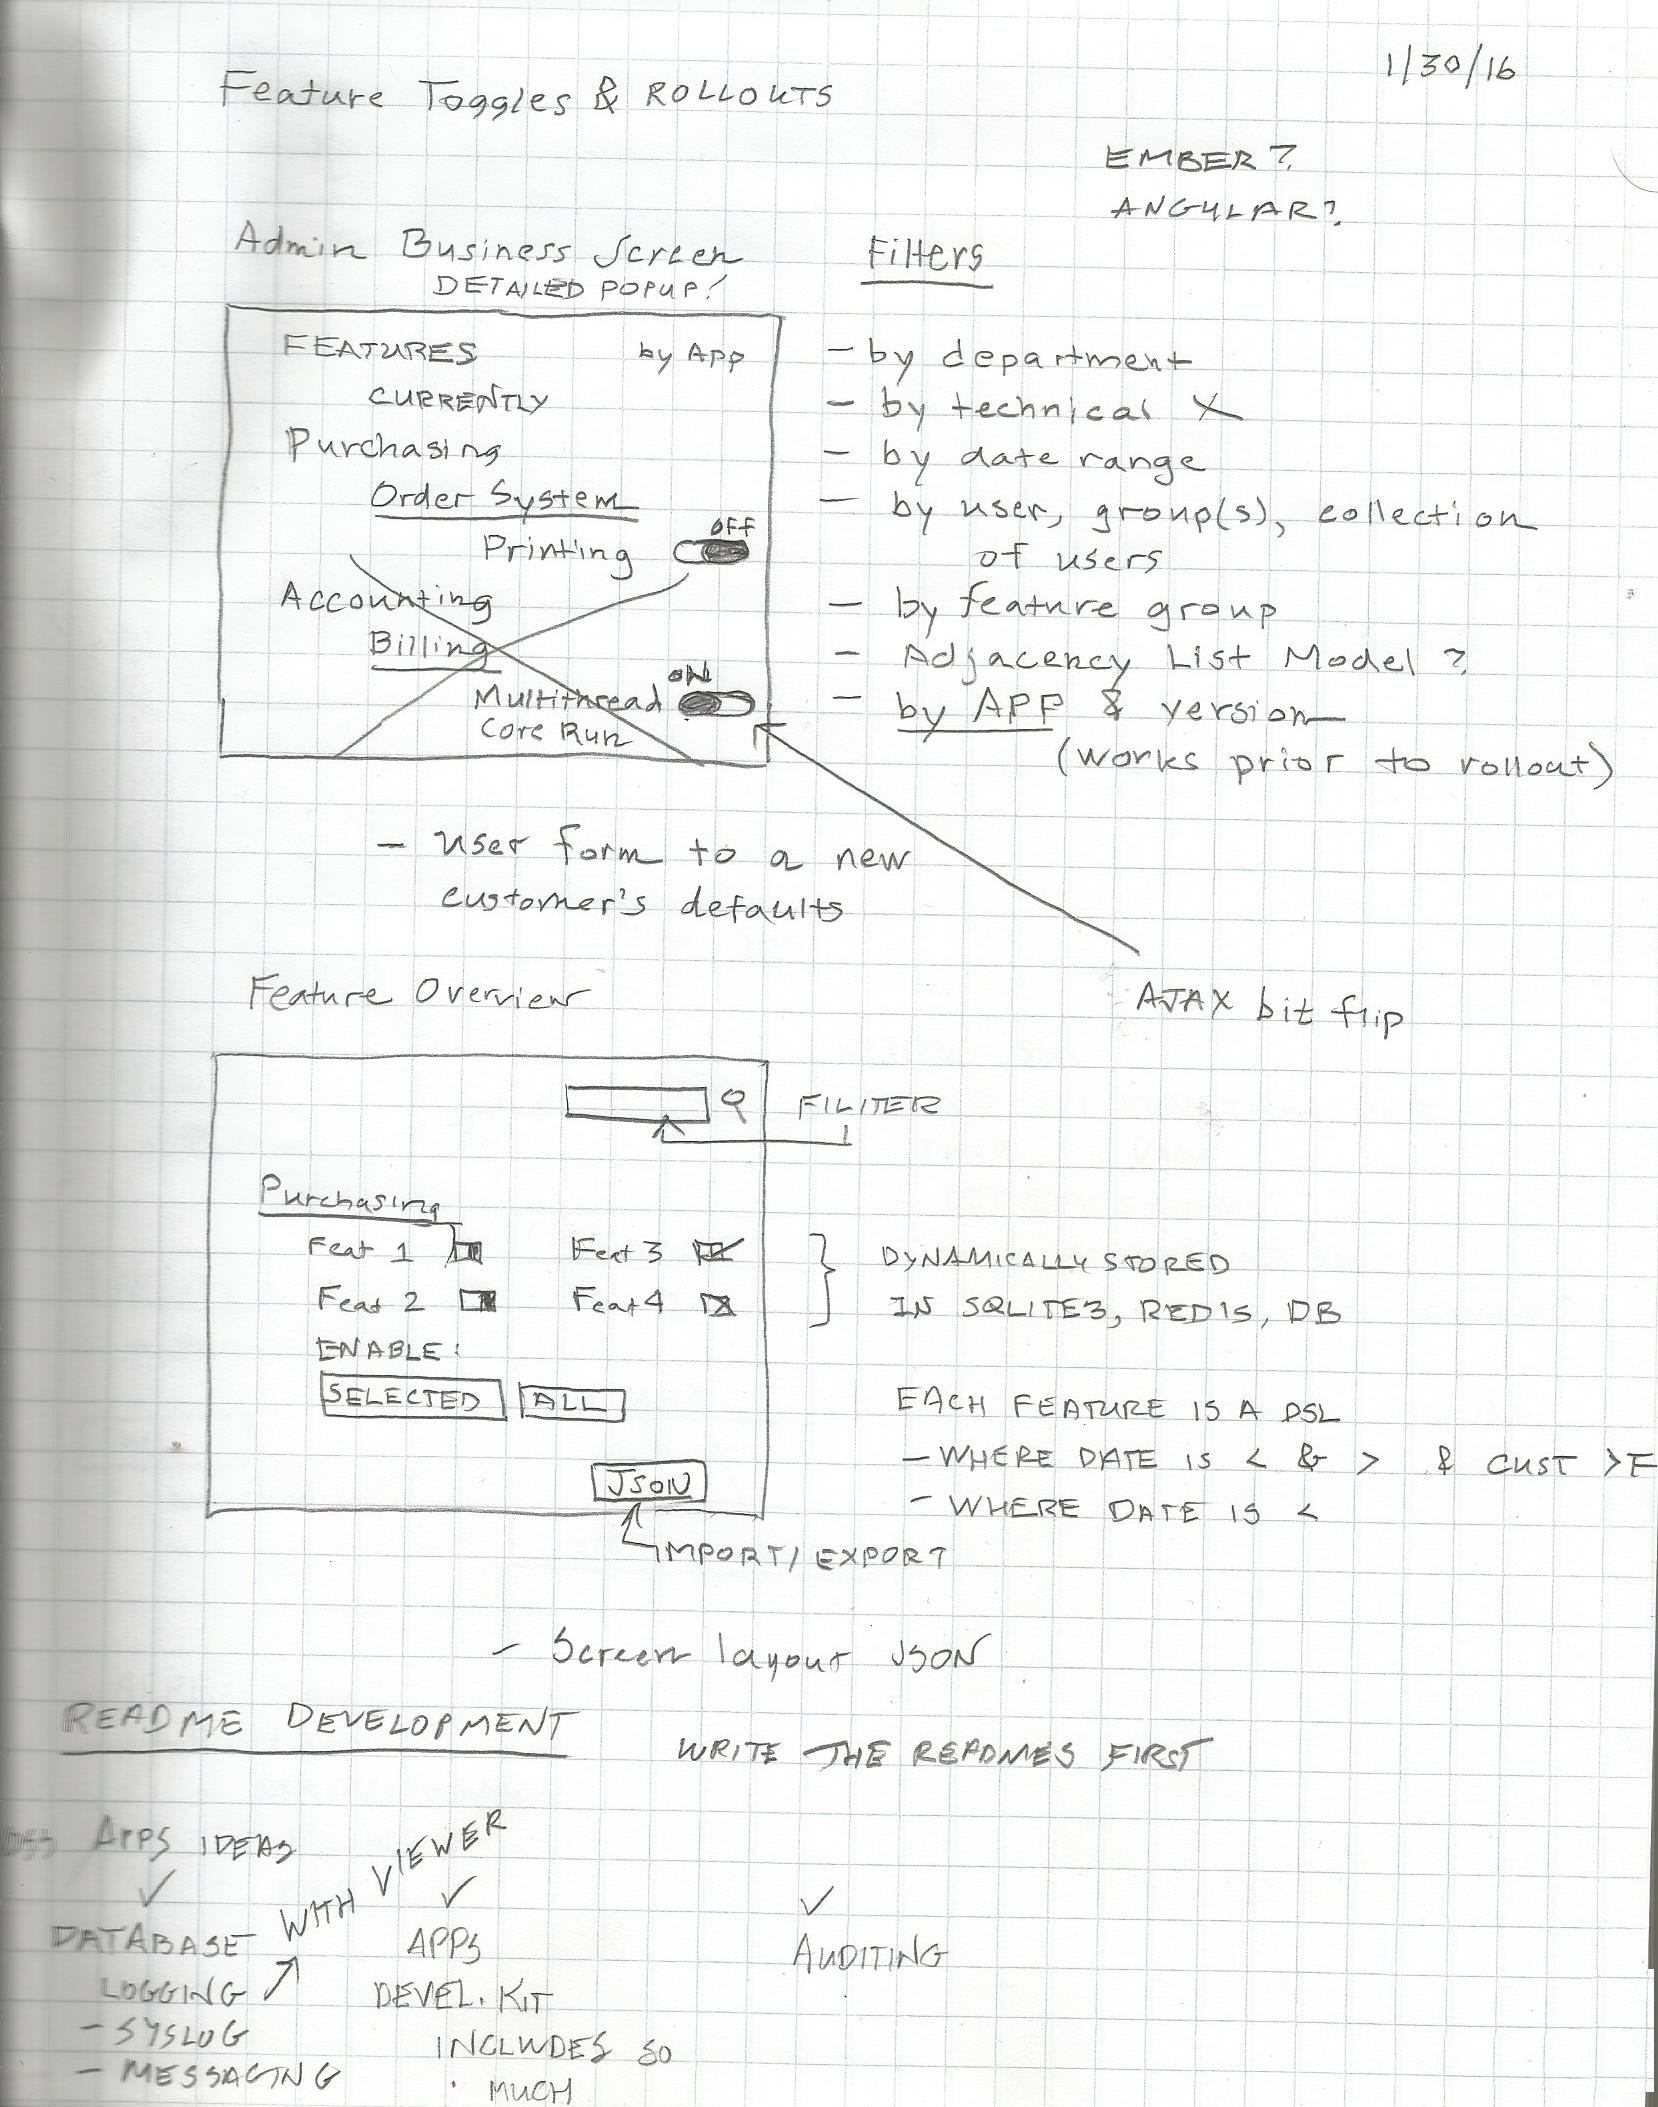 1/30/16
Feature Toggles & ROLLOUTS
EMBER?
ANGULAR?
Admin Business Screen
DETAILED POPUP!
FEATURES by App
CURRENTLY
Purchasing
Order System
OFF
Printing
Accounting
Billing
ON
Multithread
Core Run
Filters
- by department
- by technical X
- by date range
- by user, group(s), collection
of users
- by feature group
- Adjacency List Model ?
- by APP & version
(works prior to rollout)
- user form to a new
customer's defaults
AJAX bit flip
Feature Overview
FILITER
Purchasing
Feat 1 Feat 3
Feat 2 Feat 4
ENABLE:
SELECTED ALL
JSON
IMPORT/EXPORT
DYNAMICALLY STORED
IN SQLITE3, REDIS, DB
EACH FEATURE IS A DSL
- WHERE DATE IS < & > & CUST >F
- WHERE DATE IS <
- Screen layout JSON
README DEVELOPMENT
WRITE THE READMES FIRST
APPS IDEAS
✓
DATABASE
LOGGING
- SYSLOG
- MESSAGING
WITH VIEWER
✓
APPS
DEVEL. KIT
INCLUDES SO
MUCH
✓
AUDITING